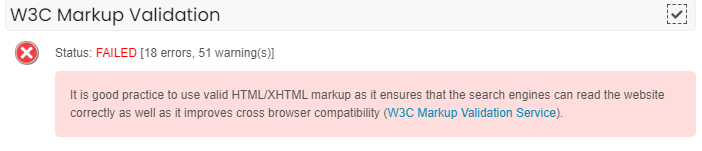 W3C Markup Validation
Status: FAILED [18 errors, 51 warning(s)]
It is good practice to use valid HTML/XHTML markup as it ensures that the search engines can read the website
correctly as well as it improves cross browser compatibility (W3C Markup Validation Service).